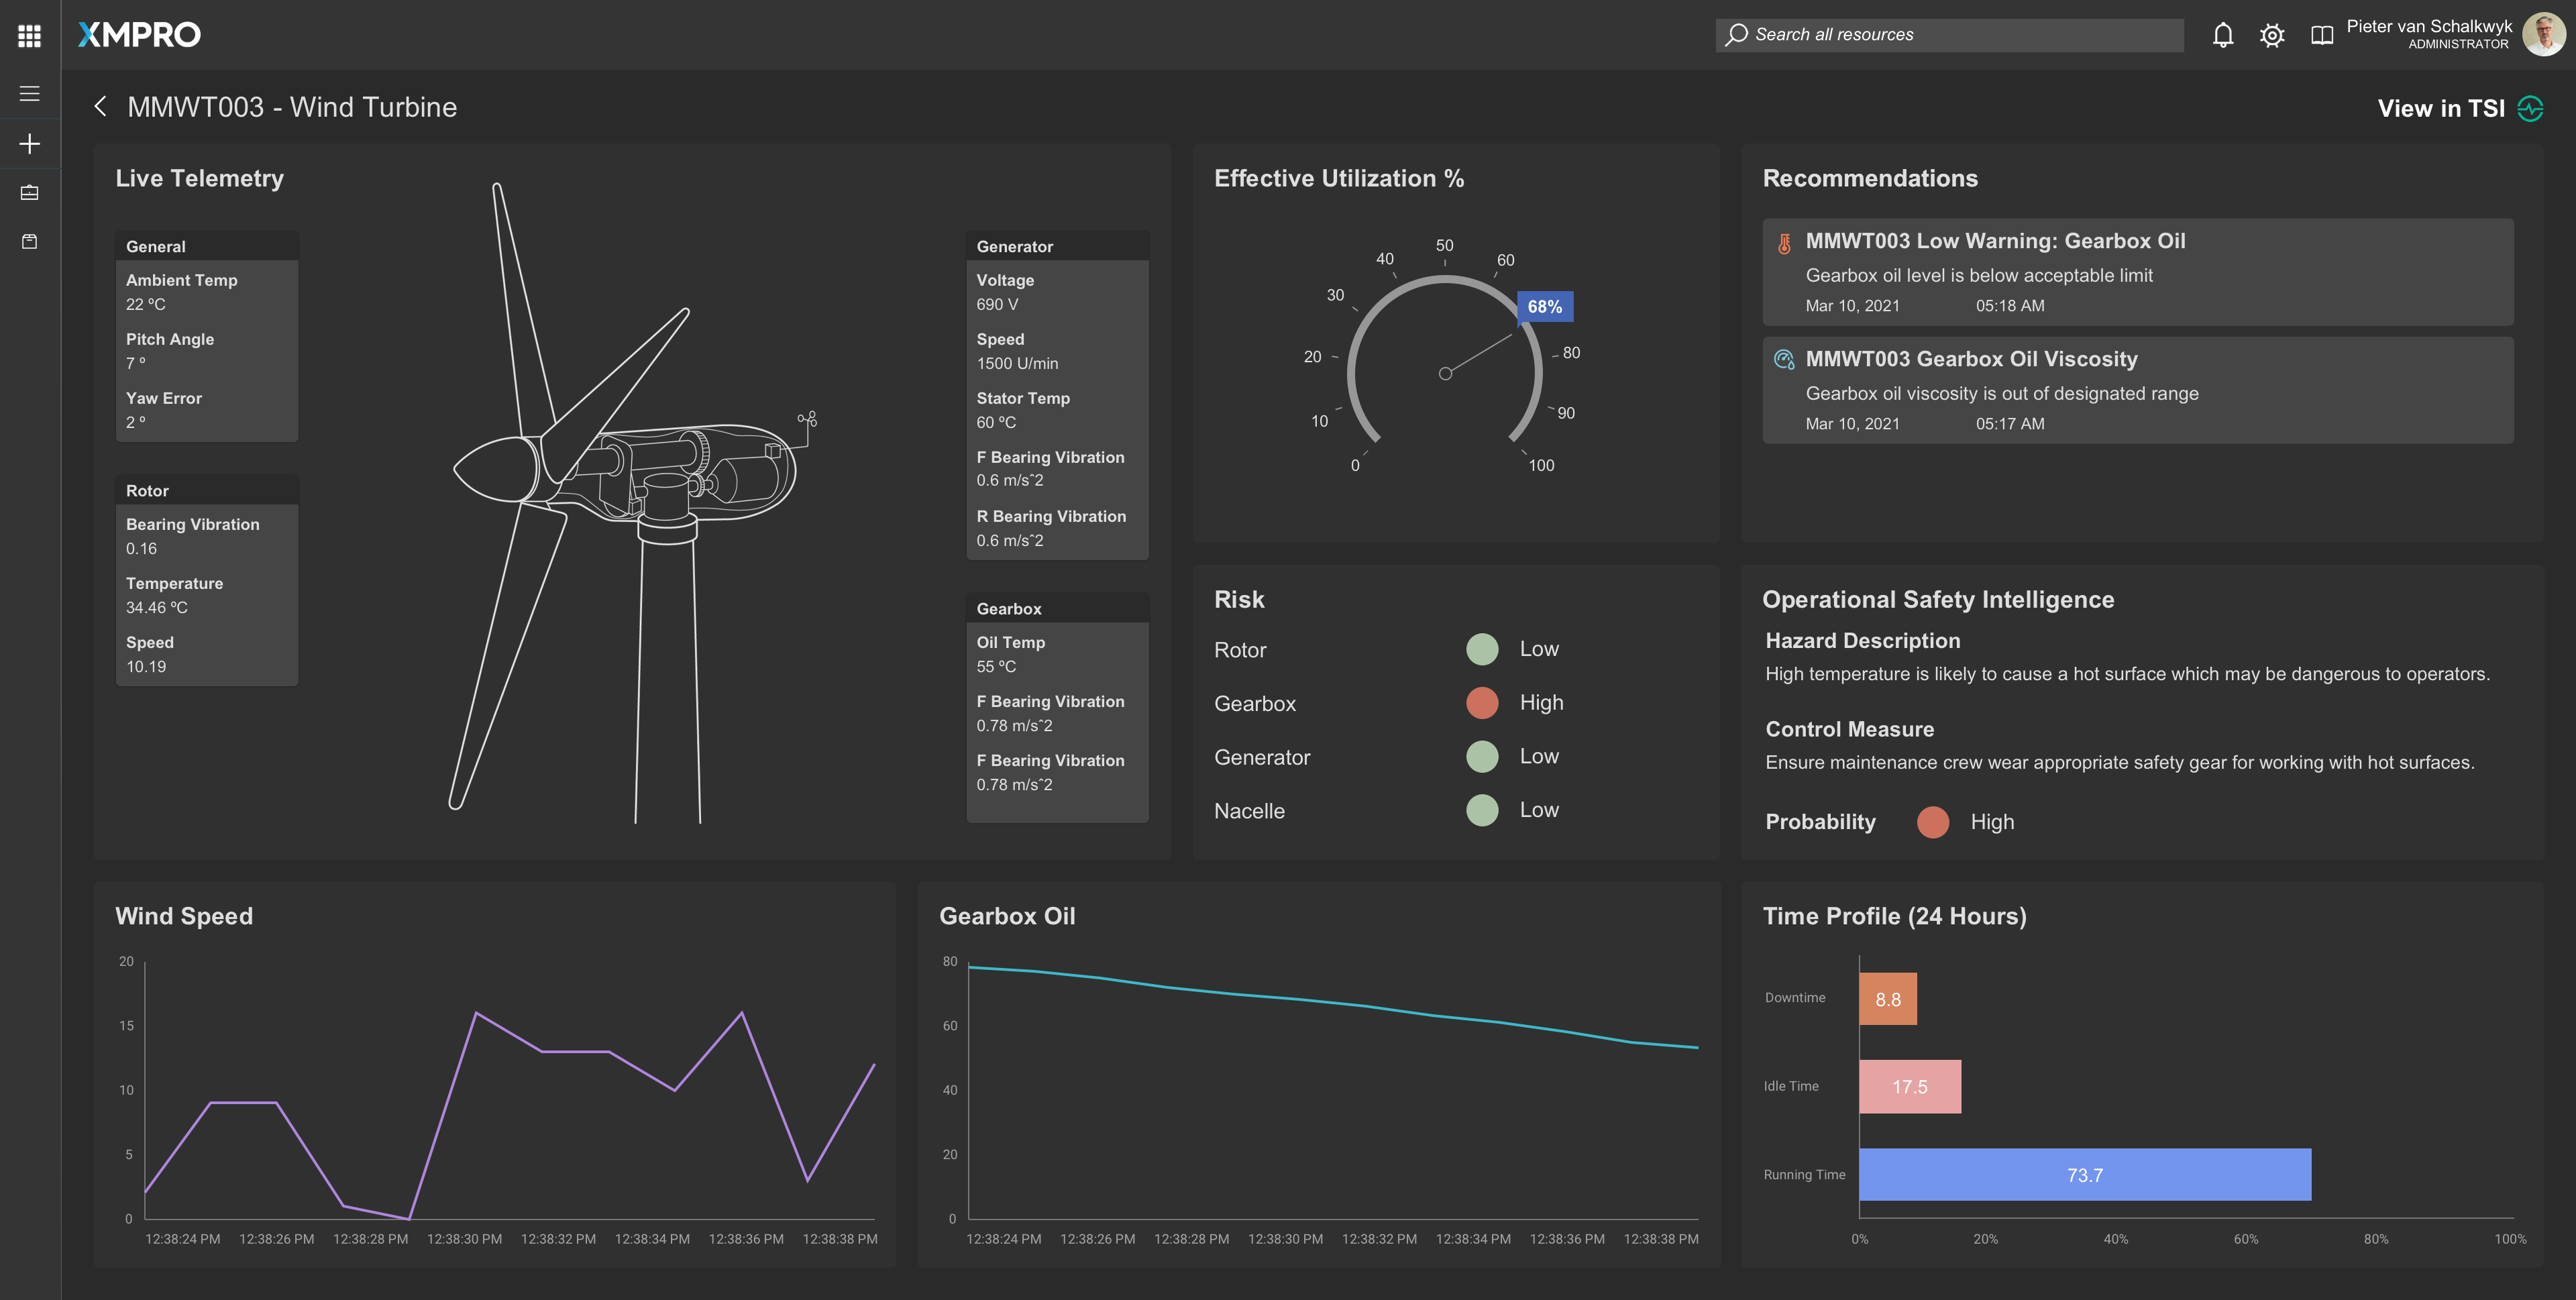 XMPRO
Search all resources
Pieter van Schalkwyk
ADMINISTRATOR
MMWT003 - Wind Turbine
View in TSI
Live Telemetry
General
Ambient Temp
22 ºC
Pitch Angle
7 º
Yaw Error
2 º
Rotor
Bearing Vibration
0.16
Temperature
34.46 ºC
Speed
10.19
Generator
Voltage
690 V
Speed
1500 U/min
Stator Temp
60 ºC
F Bearing Vibration
0.6 m/sˆ2
R Bearing Vibration
0.6 m/sˆ2
Gearbox
Oil Temp
55 ºC
F Bearing Vibration
0.78 m/sˆ2
F Bearing Vibration
0.78 m/sˆ2
Effective Utilization %
0
10
20
30
40
50
60
68%
80
90
100
Recommendations
MMWT003 Low Warning: Gearbox Oil
Gearbox oil level is below acceptable limit
Mar 10, 2021 05:18 AM
MMWT003 Gearbox Oil Viscosity
Gearbox oil viscosity is out of designated range
Mar 10, 2021 05:17 AM
Risk
Rotor Low
Gearbox High
Generator Low
Nacelle Low
Operational Safety Intelligence
Hazard Description
High temperature is likely to cause a hot surface which may be dangerous to operators.
Control Measure
Ensure maintenance crew wear appropriate safety gear for working with hot surfaces.
Probability High
Wind Speed
20
15
10
5
0
12:38:24 PM 12:38:26 PM 12:38:28 PM 12:38:30 PM 12:38:32 PM 12:38:34 PM 12:38:36 PM 12:38:38 PM
Gearbox Oil
80
60
40
20
0
12:38:24 PM 12:38:26 PM 12:38:28 PM 12:38:30 PM 12:38:32 PM 12:38:34 PM 12:38:36 PM 12:38:38 PM
Time Profile (24 Hours)
Downtime 8.8
Idle Time 17.5
Running Time 73.7
0% 20% 40% 60% 80% 100%